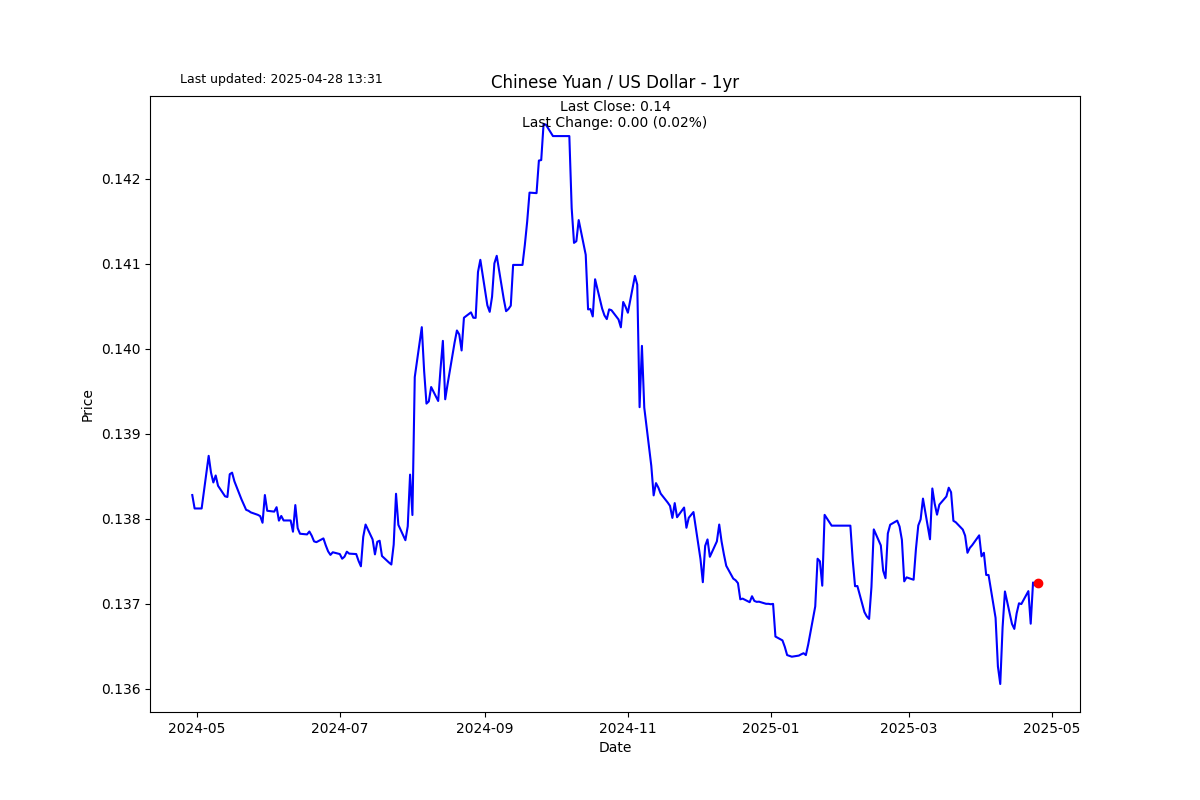 Last updated: 2025-04-28 13:31
Chinese Yuan / US Dollar - 1yr
Last Close: 0.14
Last Change: 0.00 (0.02%)
Price
0.142
0.141
0.140
0.139
0.138
0.137
0.136
2024-05
2024-07
2024-09
2024-11
2025-01
2025-03
2025-05
Date